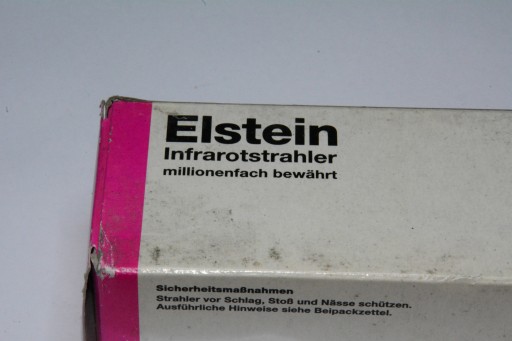 Elstein
Infrarotstrahler
millionenfach bewährt
Sicherheitsmaßnahmen
Strahler vor Schlag, Stoß und Nässe schützen.
Ausführliche Hinweise siehe Beipackzettel.